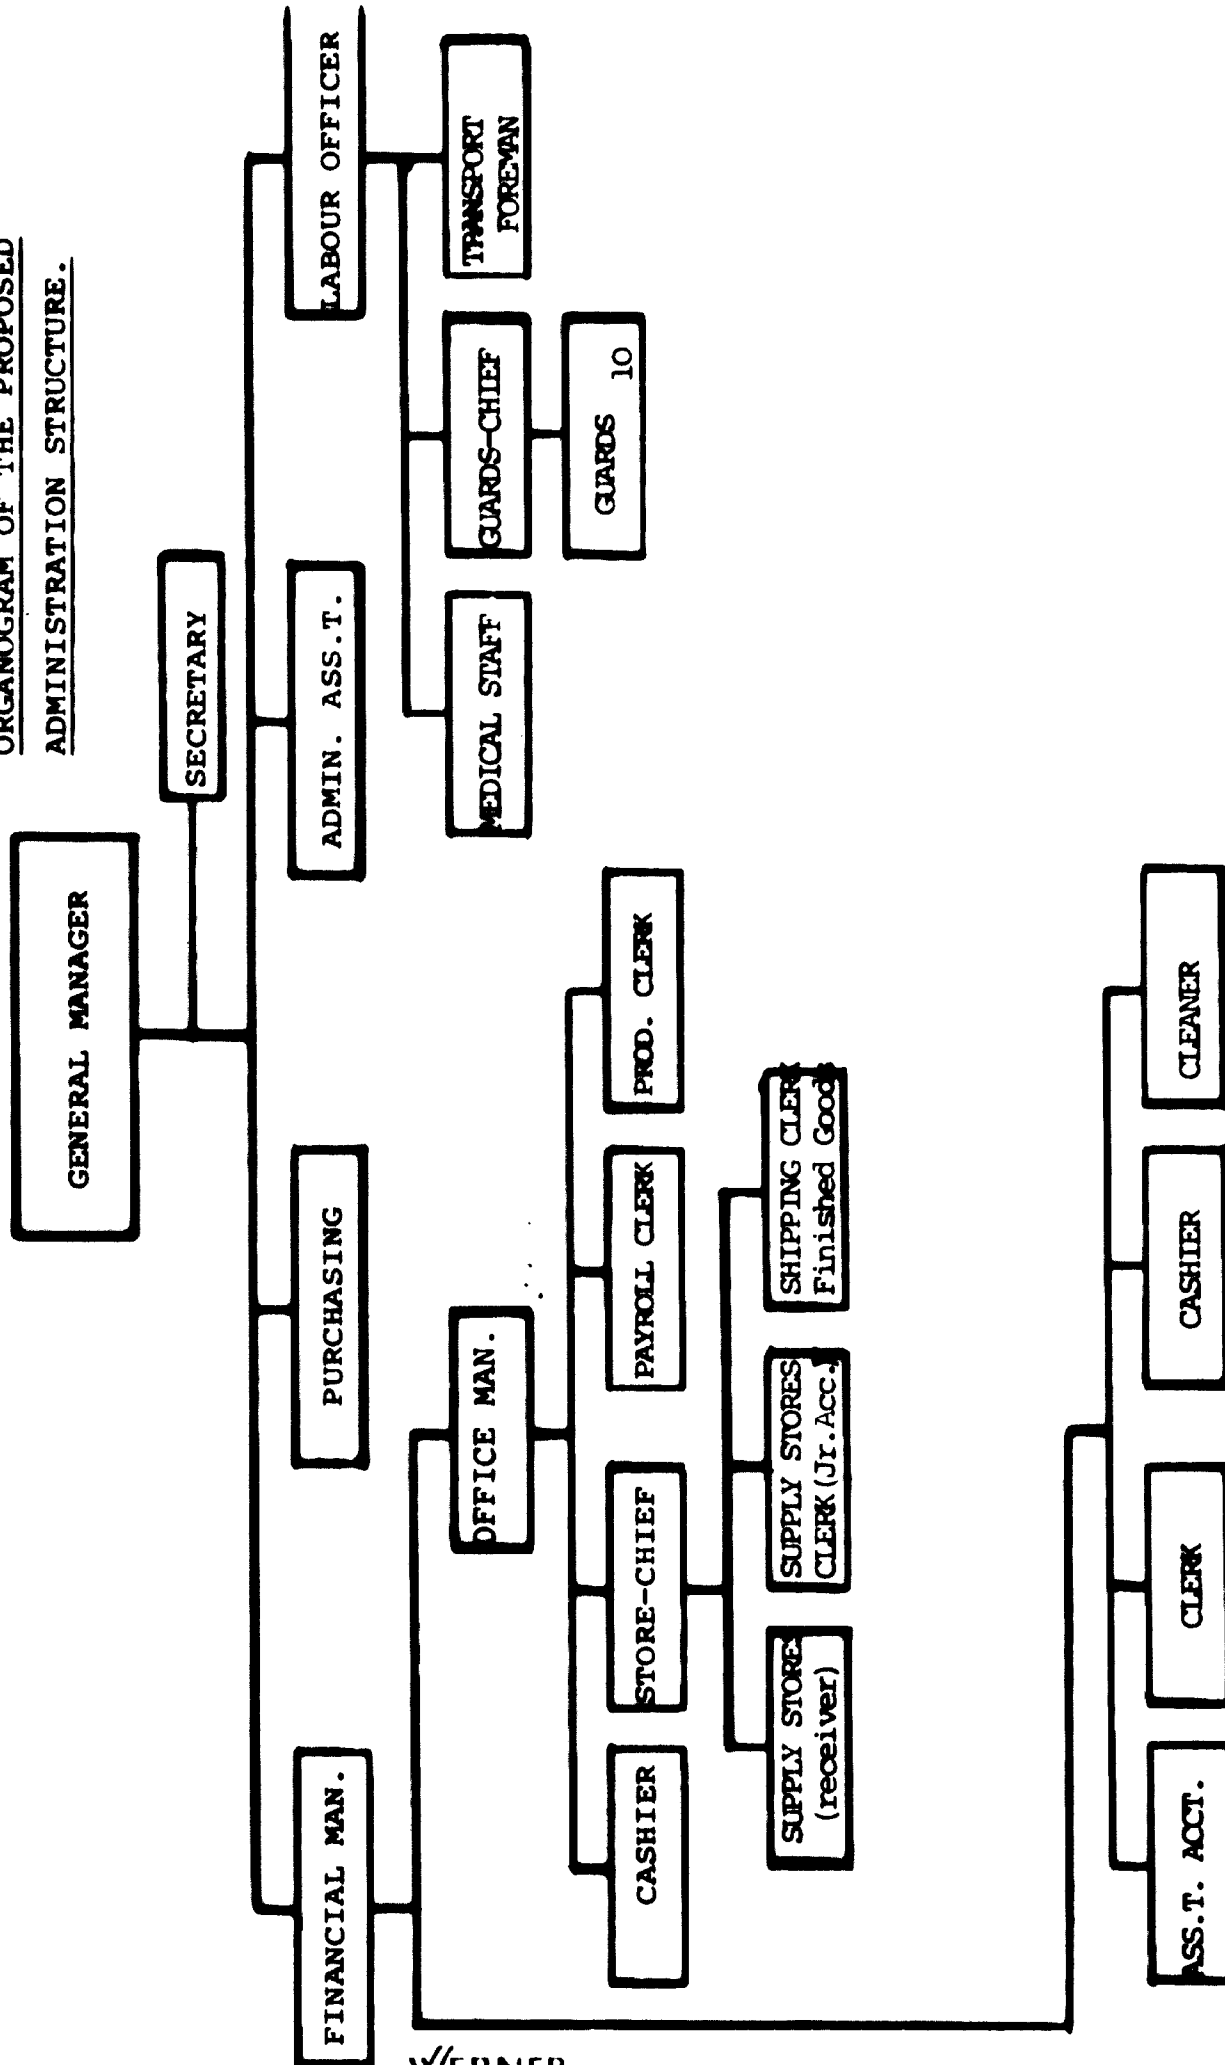 ORGANOGRAM OF THE PROPOSED
ADMINISTRATION STRUCTURE.
GENERAL MANAGER
SECRETARY
FINANCIAL MAN.
PURCHASING
ADMIN. ASS.T.
LABOUR OFFICER
OFFICE MAN.
MEDICAL STAFF
GUARDS-CHIEF
TRANSPORT
FOREMAN
CASHIER
STORE-CHIEF
PAYROLL CLERK
PROD. CLERK
GUARDS 10
SUPPLY STORES
(receiver)
SUPPLY STORES
CLERK(Jr.Acc.)
SHIPPING CLERK
Finished Goods
ASS.T. ACCT.
CLERK
CASHIER
CLEANER
WERNER